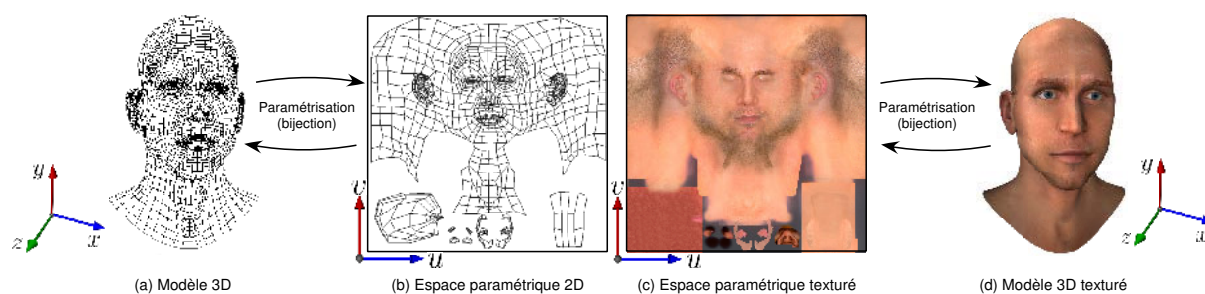 Paramétrisation
(bijection)
Paramétrisation
(bijection)
y
x
z
v
u
v
u
y
x
z
(a) Modèle 3D
(b) Espace paramétrique 2D
(c) Espace paramétrique texturé
(d) Modèle 3D texturé